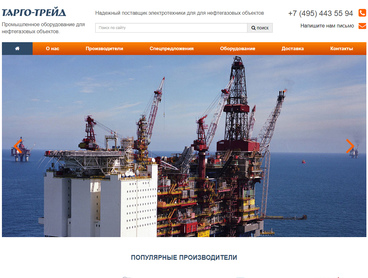 ТАРГО-ТРЕЙД
Промышленное оборудование для
нефтегазовых объектов
Надежный поставщик электротехники для для нефтегазовых объектов
Поиск по сайту
поиск
+7 (495) 443 55 94
Напишите нам письмо
О нас
Производители
Спецпредложения
Оборудование
Доставка
Контакты
ПОПУЛЯРНЫЕ ПРОИЗВОДИТЕЛИ